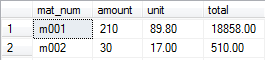 mat_num amount unit total
1 m001 210 89.80 18858.00
2 m002 30 17.00 510.00